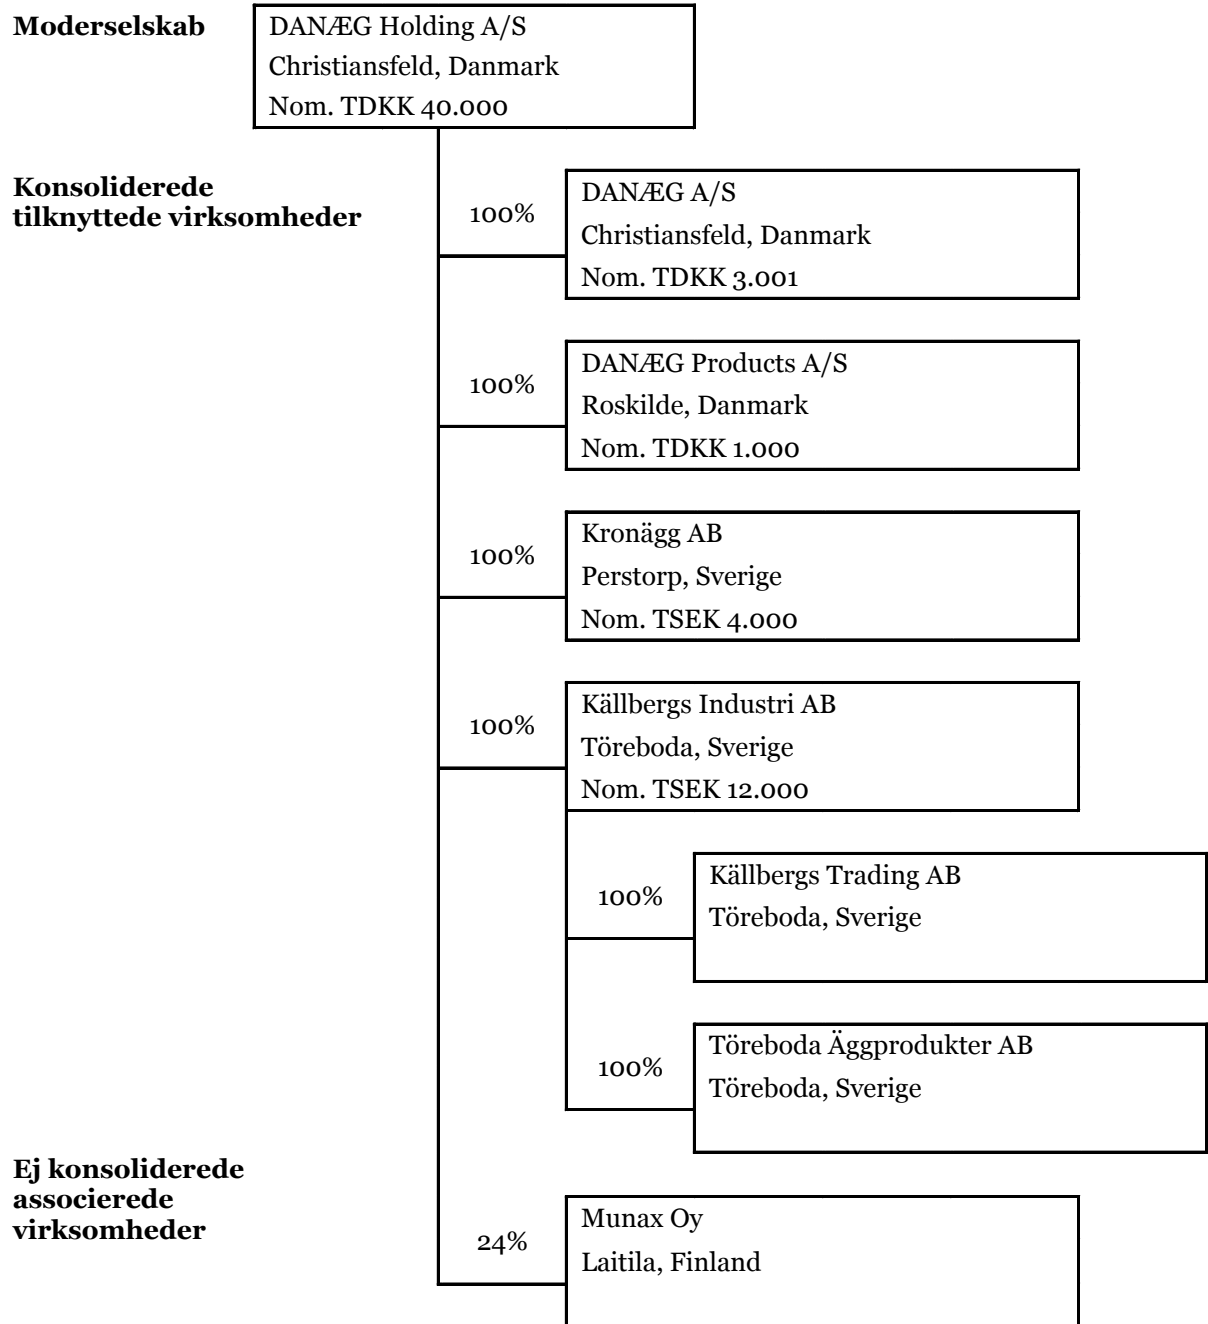 Moderselskab
DANÆG Holding A/S
Christiansfeld, Danmark
Nom. TDKK 40.000
Konsoliderede
tilknyttede virksomheder
100%
DANÆG A/S
Christiansfeld, Danmark
Nom. TDKK 3.001
100%
DANÆG Products A/S
Roskilde, Danmark
Nom. TDKK 1.000
100%
Kronägg AB
Perstorp, Sverige
Nom. TSEK 4.000
100%
Källbergs Industri AB
Töreboda, Sverige
Nom. TSEK 12.000
100%
Källbergs Trading AB
Töreboda, Sverige
100%
Töreboda Äggprodukter AB
Töreboda, Sverige
Ej konsoliderede
associerede
virksomheder
24%
Munax Oy
Laitila, Finland